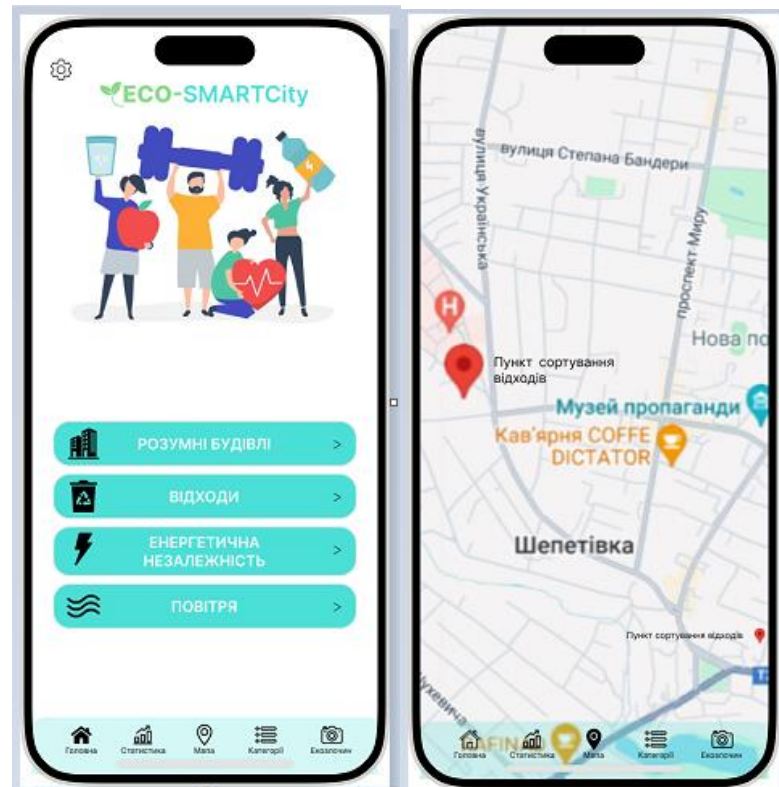 ECO-SMARTCity
РОЗУМНІ БУДІВЛІ >
ВІДХОДИ >
ЕНЕРГЕТИЧНА
НЕЗАЛЕЖНІСТЬ >
ПОВІТРЯ >
Головна Статистика Мапа Категорії Екозлочин
вулиця Степана Бандери
вулиця Українська
проспект Миру
H
Нова по
Пункт сортування
відходів
Музей пропаганди
Кав'ярня COFFE
DICTATOR
Шепетівка
Пункт сортування відходів
ухевича
AFINA
Головна Статистика Мапа Категорії Екозлочин